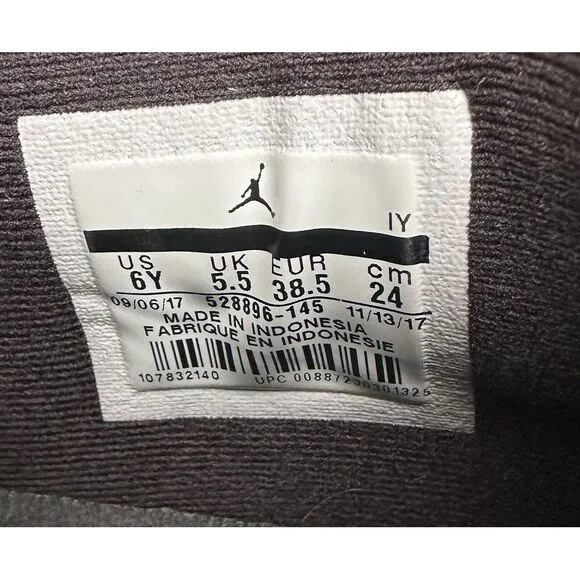 IY
US UK EUR cm
6Y 5.5 38.5 24
09/06/17 528896-145 11/13/17
MADE IN INDONESIA
FABRIQUE EN INDONESIE
107832140 UPC